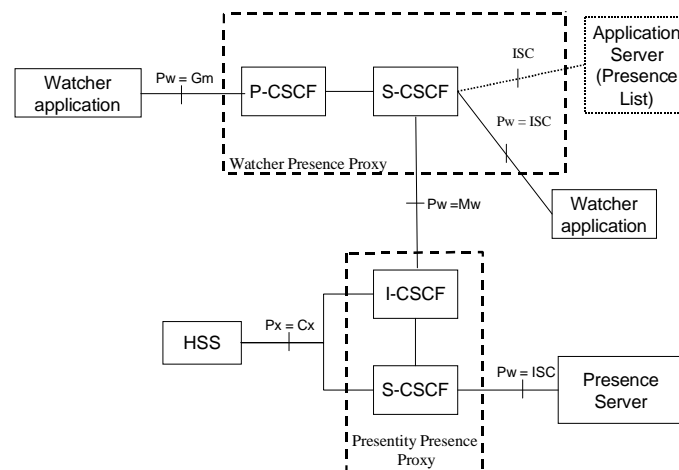 Application
Server
(Presence
List)
ISC
Watcher
application
Pw = Gm
P-CSCF
S-CSCF
Pw = ISC
Watcher Presence Proxy
Watcher
application
Pw =Mw
I-CSCF
HSS
Px = Cx
S-CSCF
Pw = ISC
Presence
Server
Presentity Presence
Proxy